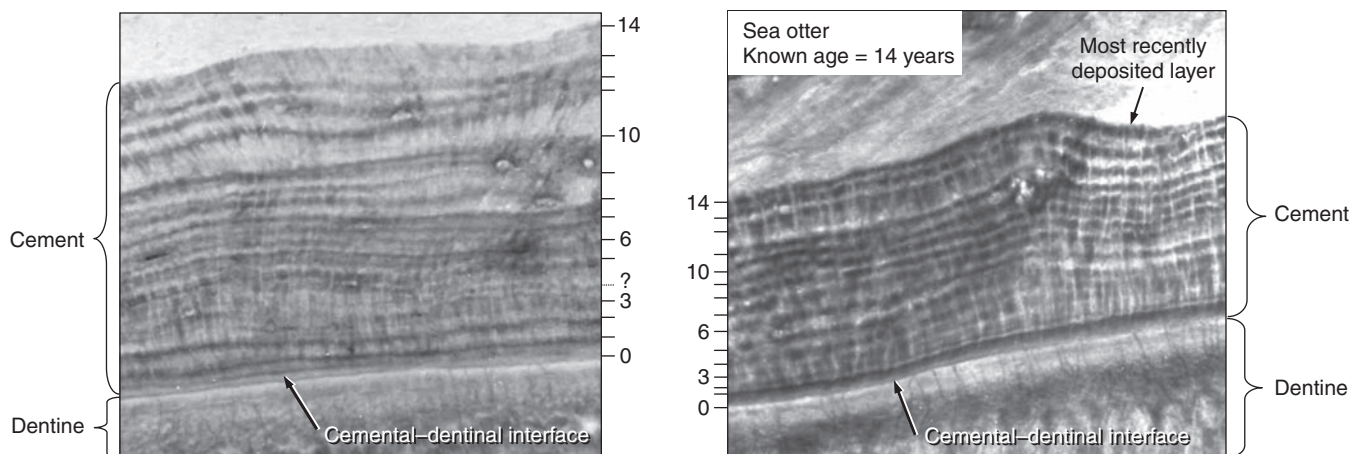 Cement
Dentine
14
10
6
?
3
0
Cemental–dentinal interface
Sea otter
Known age = 14 years
Most recently
deposited layer
14
10
6
3
0
Cement
Dentine
Cemental–dentinal interface